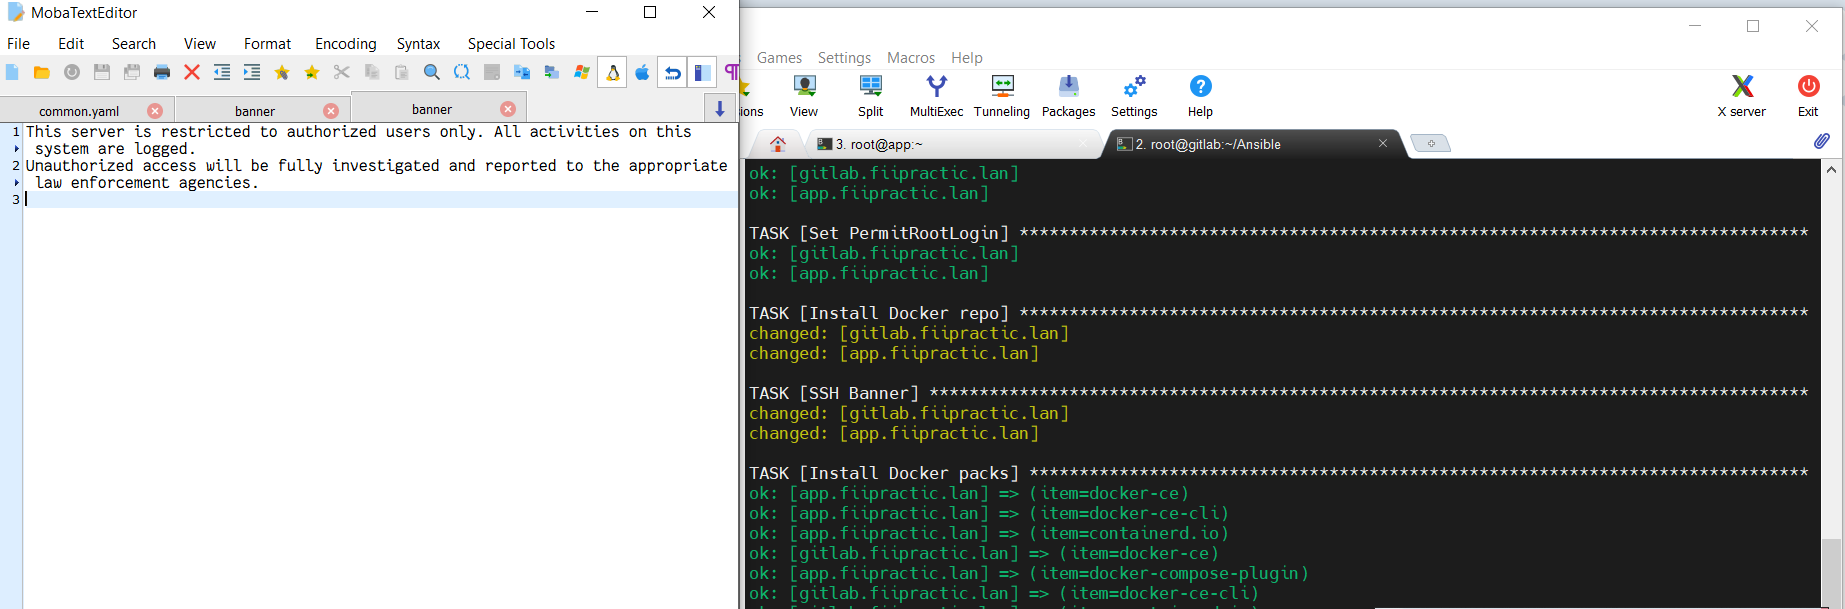 MobaTextEditor
File Edit Search View Format Encoding Syntax Special Tools
common.yaml banner banner
1 This server is restricted to authorized users only. All activities on this
system are logged.
2 Unauthorized access will be fully investigated and reported to the appropriate
law enforcement agencies.
3
Games Settings Macros Help
ions View Split MultiExec Tunneling Packages Settings Help X server Exit
3. root@app:~ 2. root@gitlab:~/Ansible
ok: [gitlab.fiipractic.lan]
ok: [app.fiipractic.lan]
TASK [Set PermitRootLogin] *******************************************************************************
ok: [gitlab.fiipractic.lan]
ok: [app.fiipractic.lan]
TASK [Install Docker repo] *******************************************************************************
changed: [gitlab.fiipractic.lan]
changed: [app.fiipractic.lan]
TASK [SSH Banner] ****************************************************************************************
changed: [gitlab.fiipractic.lan]
changed: [app.fiipractic.lan]
TASK [Install Docker packs] ******************************************************************************
ok: [app.fiipractic.lan] => (item=docker-ce)
ok: [app.fiipractic.lan] => (item=docker-ce-cli)
ok: [app.fiipractic.lan] => (item=containerd.io)
ok: [gitlab.fiipractic.lan] => (item=docker-ce)
ok: [app.fiipractic.lan] => (item=docker-compose-plugin)
ok: [gitlab.fiipractic.lan] => (item=docker-ce-cli)